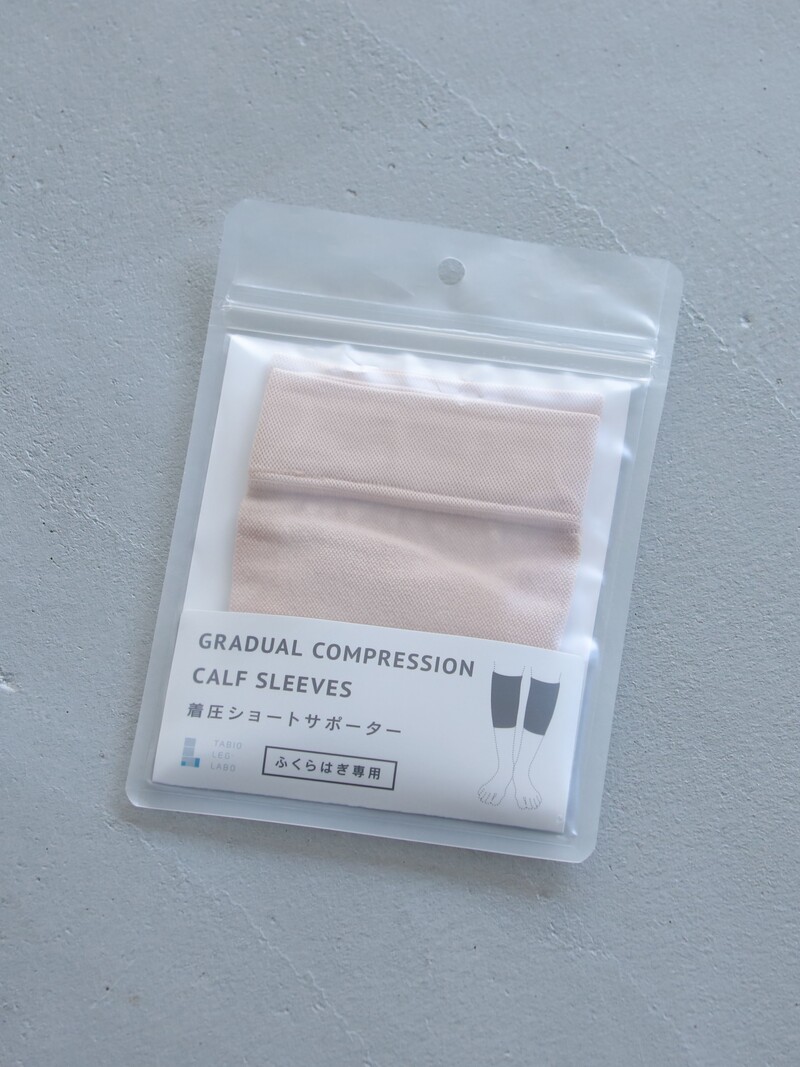 GRADUAL COMPRESSION
CALF SLEEVES
着圧ショートサポーター
TABIO
LEG
LABO
ふくらはぎ専用